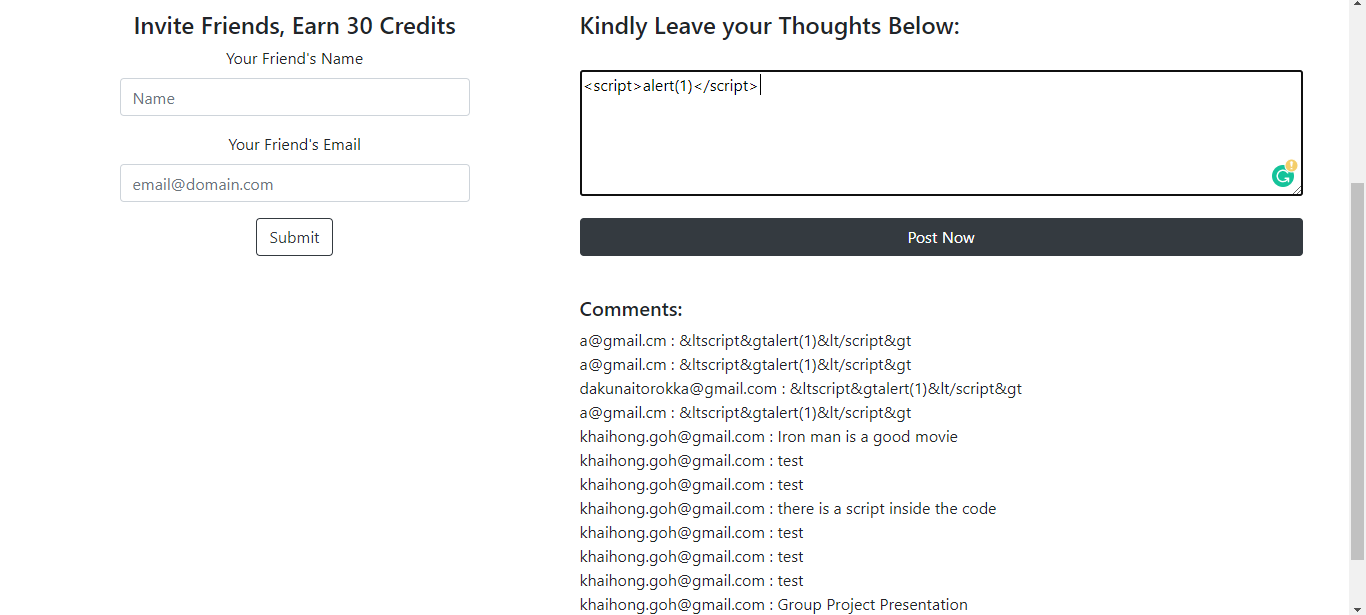 Invite Friends, Earn 30 Credits
Your Friend's Name
Name
Your Friend's Email
email@domain.com
Submit
Kindly Leave your Thoughts Below:
<script>alert(1)</script>
Post Now
Comments:
a@gmail.cm : &ltscript&gtalert(1)&lt/script&gt
a@gmail.cm : &ltscript&gtalert(1)&lt/script&gt
dakunaitorokka@gmail.com : &ltscript&gtalert(1)&lt/script&gt
a@gmail.cm : &ltscript&gtalert(1)&lt/script&gt
khaihong.goh@gmail.com : Iron man is a good movie
khaihong.goh@gmail.com : test
khaihong.goh@gmail.com : test
khaihong.goh@gmail.com : there is a script inside the code
khaihong.goh@gmail.com : test
khaihong.goh@gmail.com : test
khaihong.goh@gmail.com : test
khaihong.goh@gmail.com : Group Project Presentation